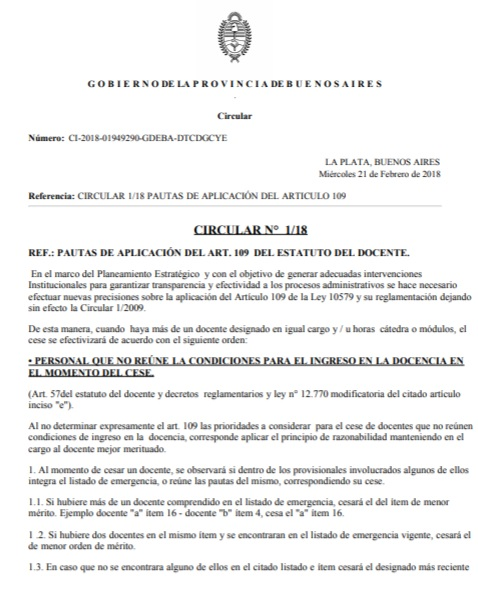 GOBIERNO DE LA PROVINCIA DE BUENOS AIRES
.
Circular
Número: CI-2018-01949290-GDEBA-DTCDGCYE
LA PLATA, BUENOS AIRES
Miércoles 21 de Febrero de 2018
Referencia: CIRCULAR 1/18 PAUTAS DE APLICACIÓN DEL ARTICULO 109
CIRCULAR N° 1/18
REF.: PAUTAS DE APLICACIÓN DEL ART. 109 DEL ESTATUTO DEL DOCENTE.
En el marco del Planeamiento Estratégico y con el objetivo de generar adecuadas intervenciones
Institucionales para garantizar transparencia y efectividad a los procesos administrativos se hace necesario
efectuar nuevas precisiones sobre la aplicación del Artículo 109 de la Ley 10579 y su reglamentación dejando
sin efecto la Circular 1/2009.
De esta manera, cuando haya más de un docente designado en igual cargo y / u horas cátedra o módulos, el
cese se efectivizará de acuerdo con el siguiente orden:
• PERSONAL QUE NO REÚNE LA CONDICIONES PARA EL INGRESO EN LA DOCENCIA EN
EL MOMENTO DEL CESE.
(Art. 57del estatuto del docente y decretos reglamentarios y ley n° 12.770 modificatoria del citado artículo
inciso "e").
Al no determinar expresamente el art. 109 las prioridades a considerar para el cese de docentes que no reúnen
condiciones de ingreso en la docencia, corresponde aplicar el principio de razonabilidad manteniendo en el
cargo al docente mejor merituado.
1. Al momento de cesar un docente, se observará si dentro de los provisionales involucrados algunos de ellos
integra el listado de emergencia, o reúne las pautas del mismo, correspondiendo su cese.
1.1. Si hubiere más de un docente comprendido en el listado de emergencia, cesará el del ítem de menor
mérito. Ejemplo docente "a" ítem 16 - docente "b" ítem 4, cesa el "a" ítem 16.
1 .2. Si hubiere dos docentes en el mismo ítem y se encontraran en el listado de emergencia vigente, cesará el
de menor orden de mérito.
1.3. En caso que no se encontrara alguno de ellos en el citado listado e ítem cesará el designado más reciente